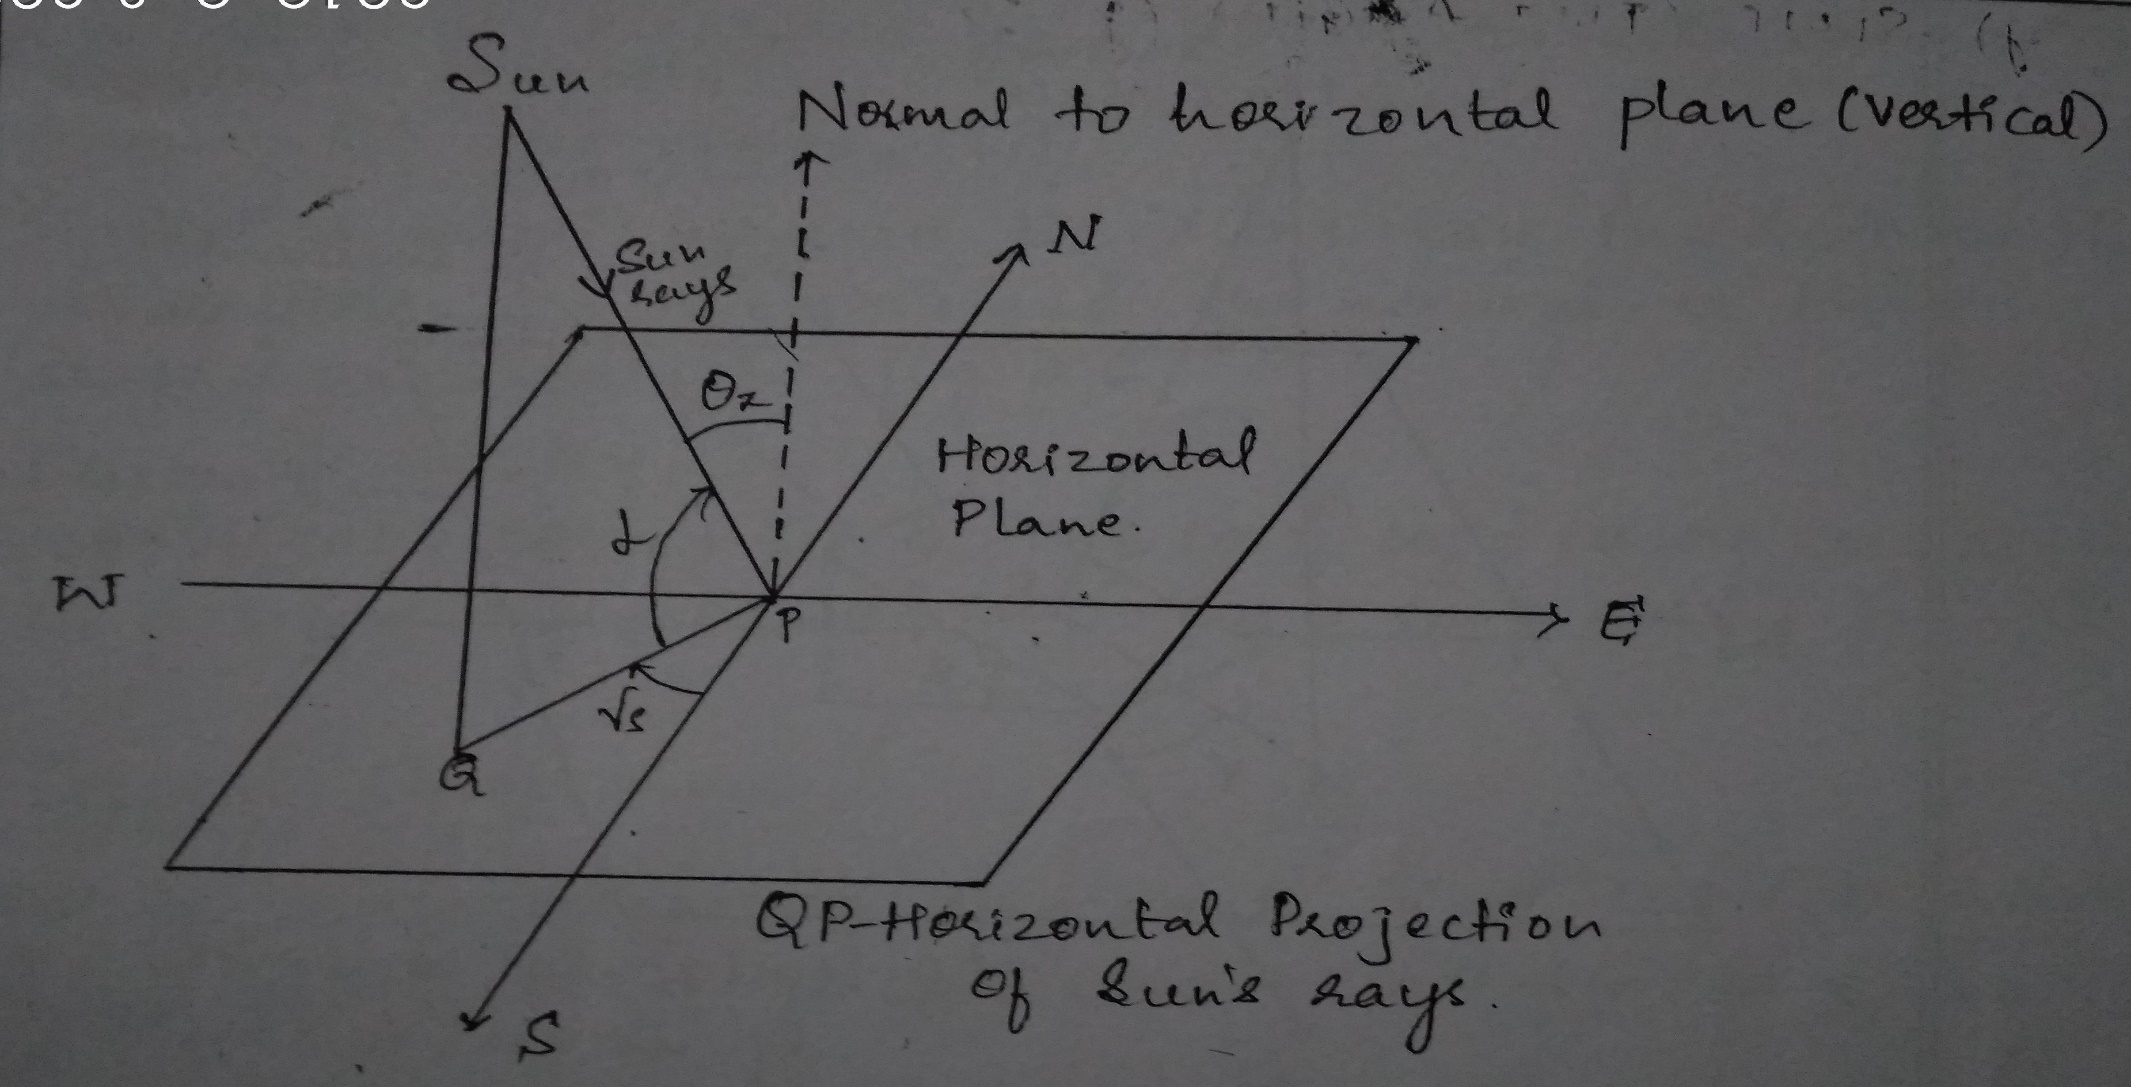 Sun
Normal to horizontal plane (vertical)
N
Sun
rays
θz
Horizontal
Plane.
α
W
E
P
γs
Q
QP-Horizontal Projection
of Sun's rays.
S